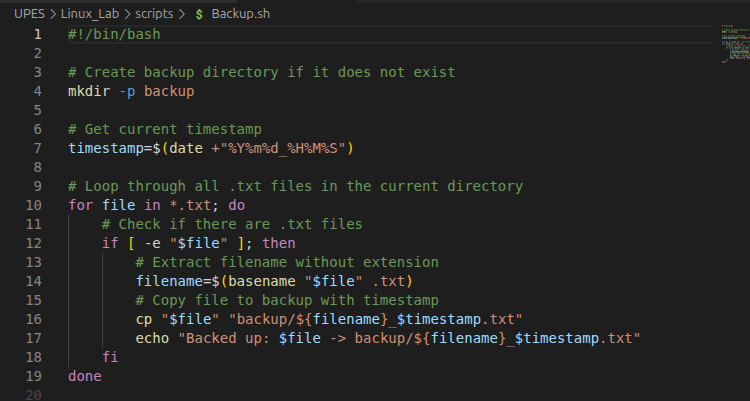 UPES > Linux_Lab > scripts > $ Backup.sh
1 #!/bin/bash
2
3 # Create backup directory if it does not exist
4 mkdir -p backup
5
6 # Get current timestamp
7 timestamp=$(date +"%Y%m%d_%H%M%S")
8
9 # Loop through all .txt files in the current directory
10 for file in *.txt; do
11     # Check if there are .txt files
12     if [ -e "$file" ]; then
13         # Extract filename without extension
14         filename=$(basename "$file" .txt)
15         # Copy file to backup with timestamp
16         cp "$file" "backup/${filename}_$timestamp.txt"
17         echo "Backed up: $file -> backup/${filename}_$timestamp.txt"
18     fi
19 done
20